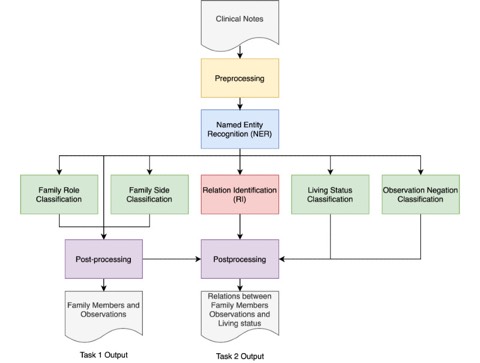 Clinical Notes
Preprocessing
Named Entity
Recognition (NER)
Family Role
Classification
Family Side
Classification
Relation Identification
(RI)
Living Status
Classification
Observation Negation
Classification
Post-processing
Postprocessing
Family Members and
Observations
Relations between
Family Members
Observations and
Living status
Task 1 Output
Task 2 Output